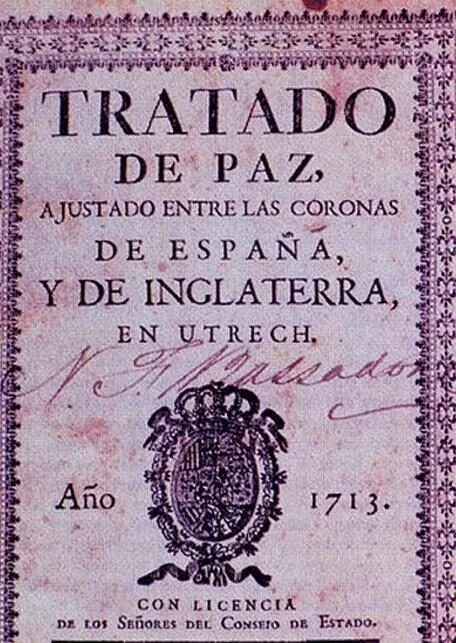 TRATADO
DE PAZ,
AJUSTADO ENTRE LAS CORONAS
DE ESPAÑA,
Y DE INGLATERRA,
EN UTRECH.
N. F.
Año 1713.
CON LICENCIA
DE LOS SEÑORES DEL CONSEJO DE ESTADO.